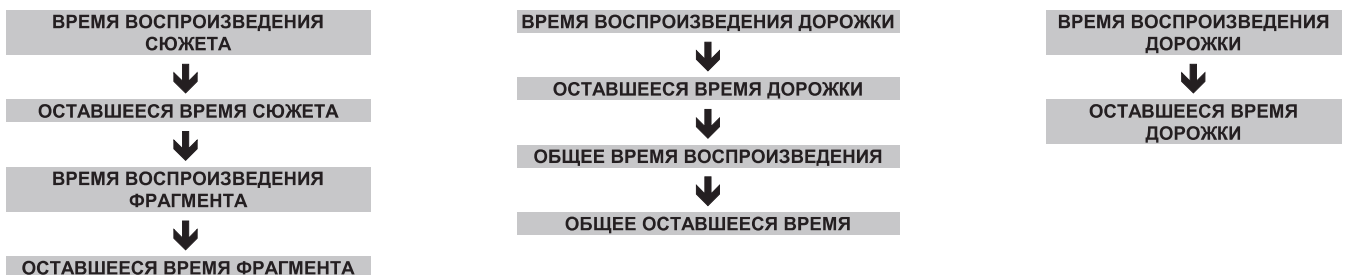 ВРЕМЯ ВОСПРОИЗВЕДЕНИЯ
СЮЖЕТА
ОСТАВШЕЕСЯ ВРЕМЯ СЮЖЕТА
ВРЕМЯ ВОСПРОИЗВЕДЕНИЯ
ФРАГМЕНТА
ОСТАВШЕЕСЯ ВРЕМЯ ФРАГМЕНТА
ВРЕМЯ ВОСПРОИЗВЕДЕНИЯ ДОРОЖКИ
ОСТАВШЕЕСЯ ВРЕМЯ ДОРОЖКИ
ОБЩЕЕ ВРЕМЯ ВОСПРОИЗВЕДЕНИЯ
ОБЩЕЕ ОСТАВШЕЕСЯ ВРЕМЯ
ВРЕМЯ ВОСПРОИЗВЕДЕНИЯ
ДОРОЖКИ
ОСТАВШЕЕСЯ ВРЕМЯ
ДОРОЖКИ